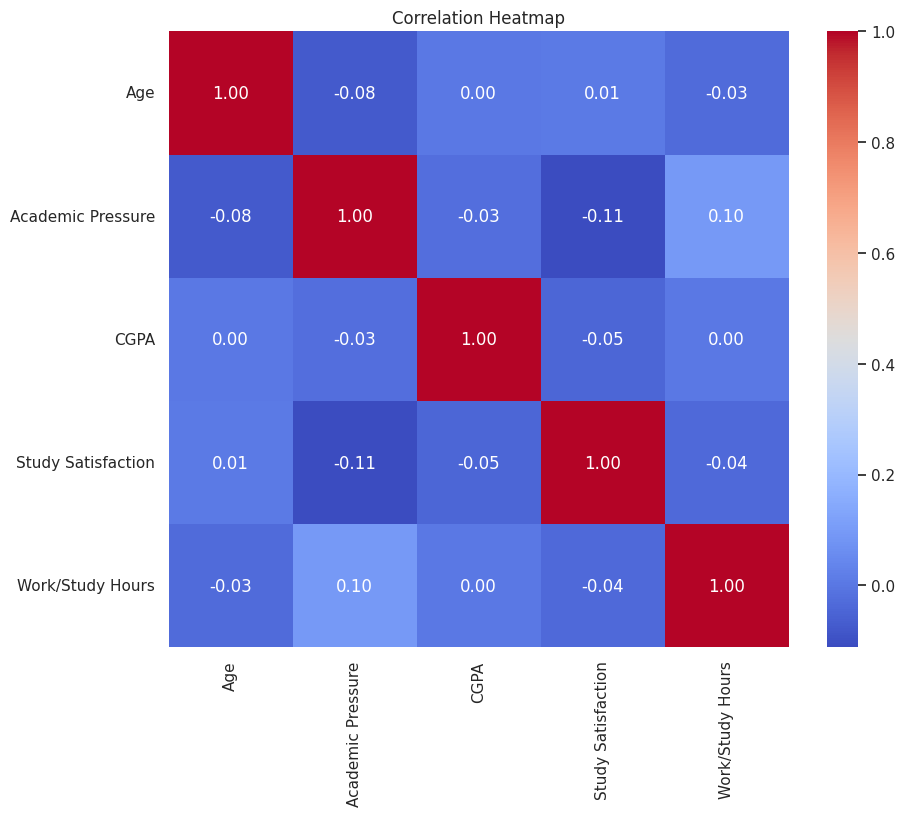 Correlation Heatmap
Age
1.00
-0.08
0.00
0.01
-0.03
Academic Pressure
-0.08
1.00
-0.03
-0.11
0.10
CGPA
0.00
-0.03
1.00
-0.05
0.00
Study Satisfaction
0.01
-0.11
-0.05
1.00
-0.04
Work/Study Hours
-0.03
0.10
0.00
-0.04
1.00
Age
Academic Pressure
CGPA
Study Satisfaction
Work/Study Hours
1.0
0.8
0.6
0.4
0.2
0.0